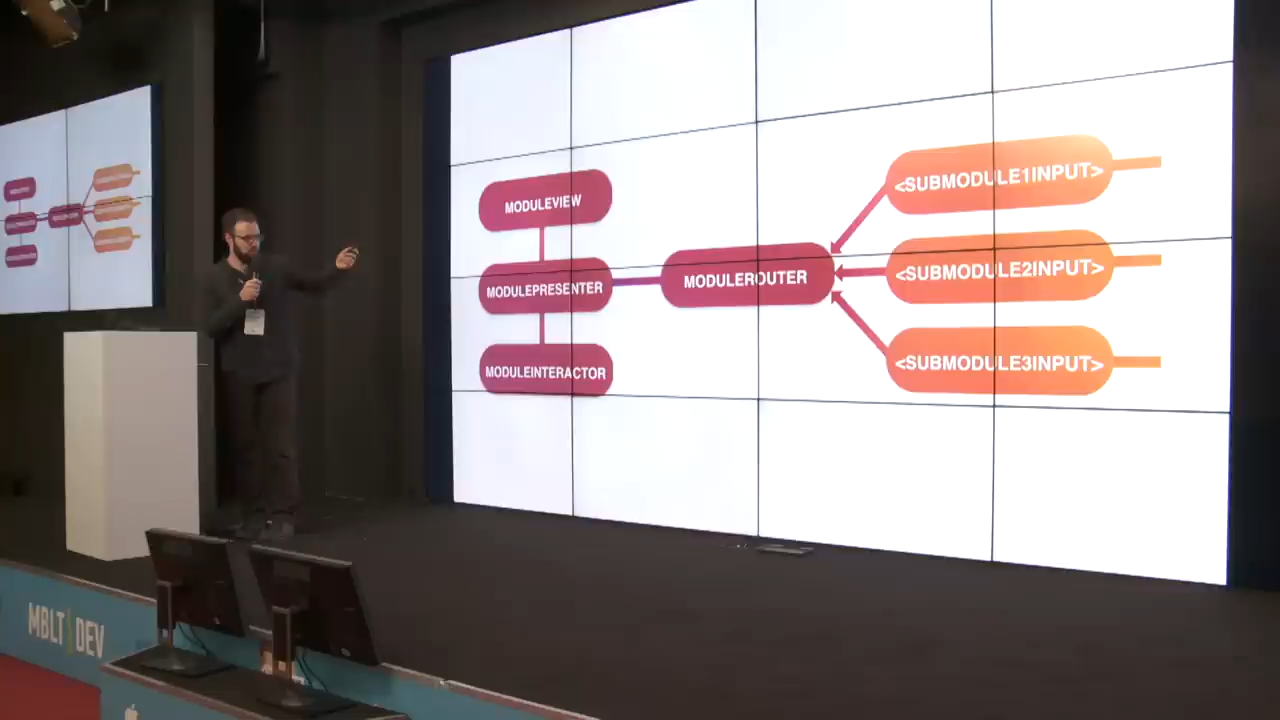 MODULEVIEW
MODULEPRESENTER
MODULEINTERACTOR
MODULEROUTER
<SUBMODULE1INPUT>
<SUBMODULE2INPUT>
<SUBMODULE3INPUT>
MBLT|DEV